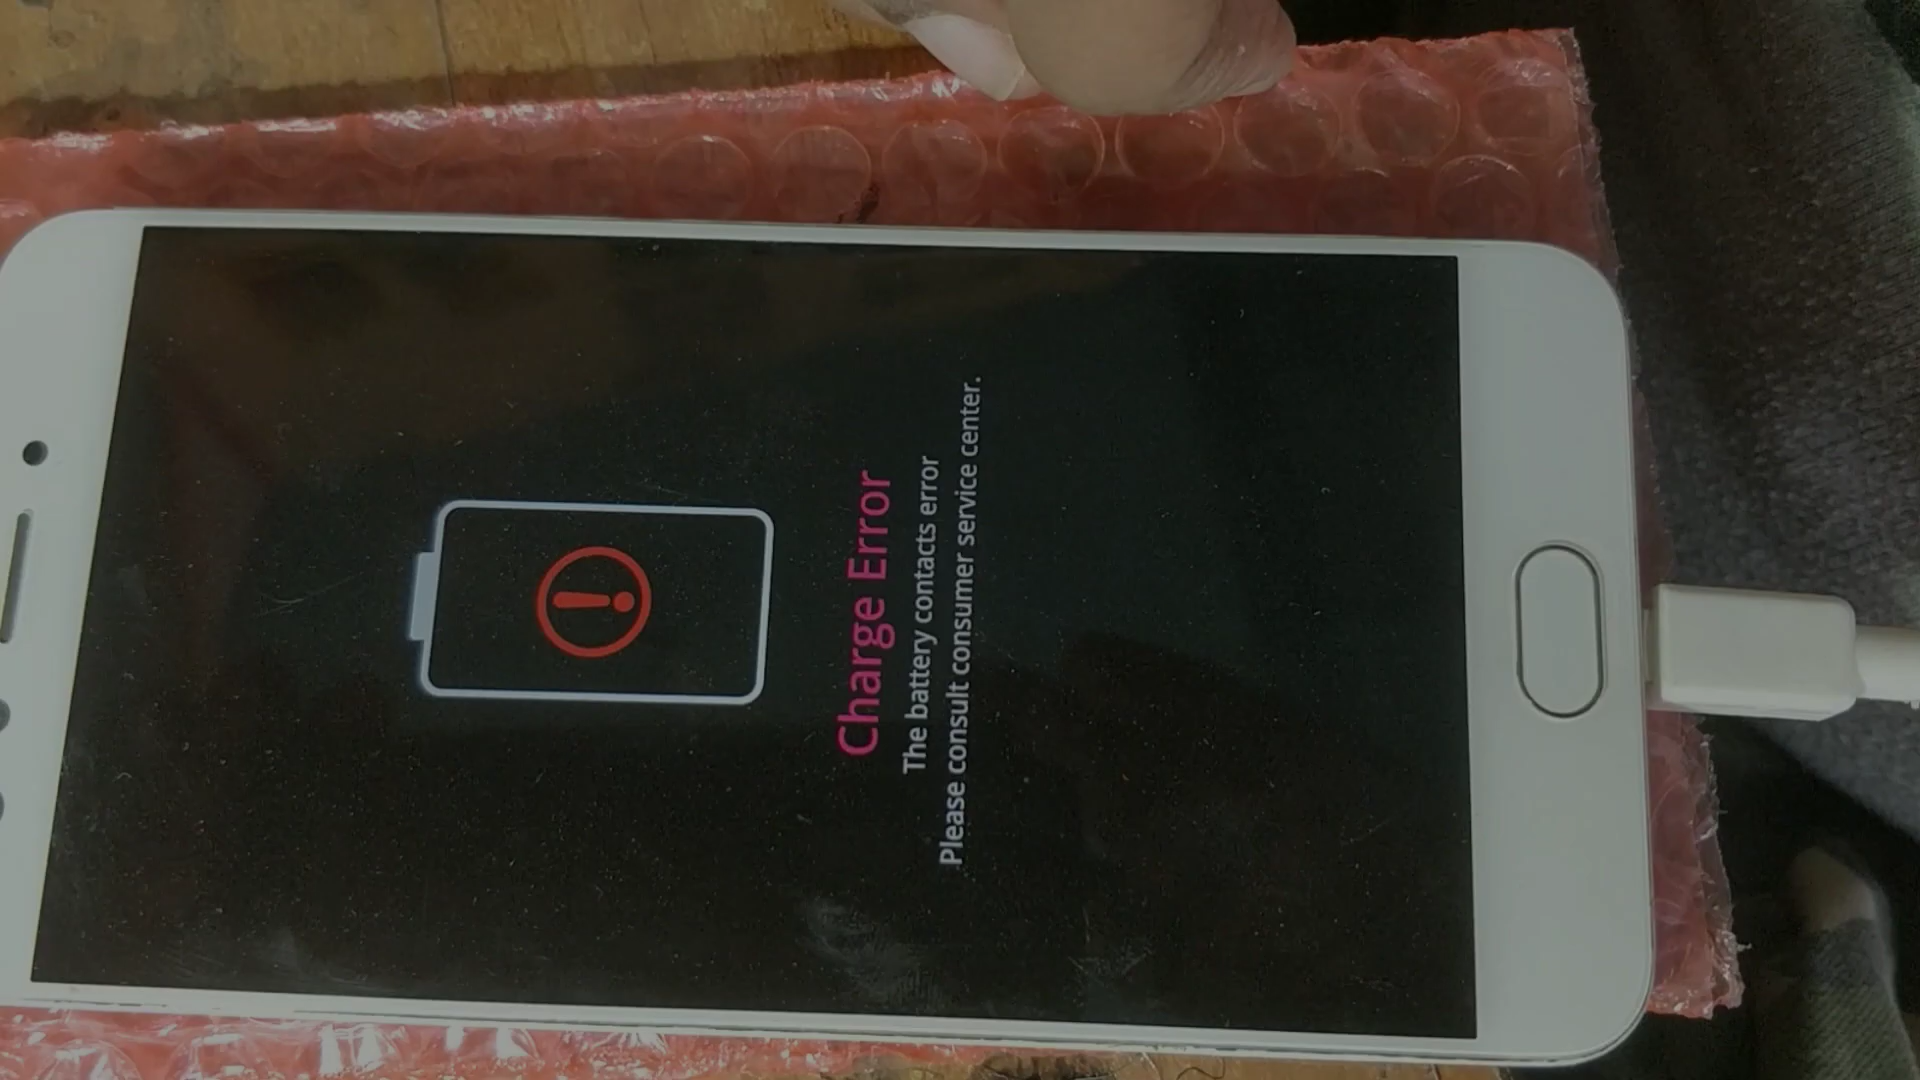 Charge Error
The battery contacts error
Please consult consumer service center.